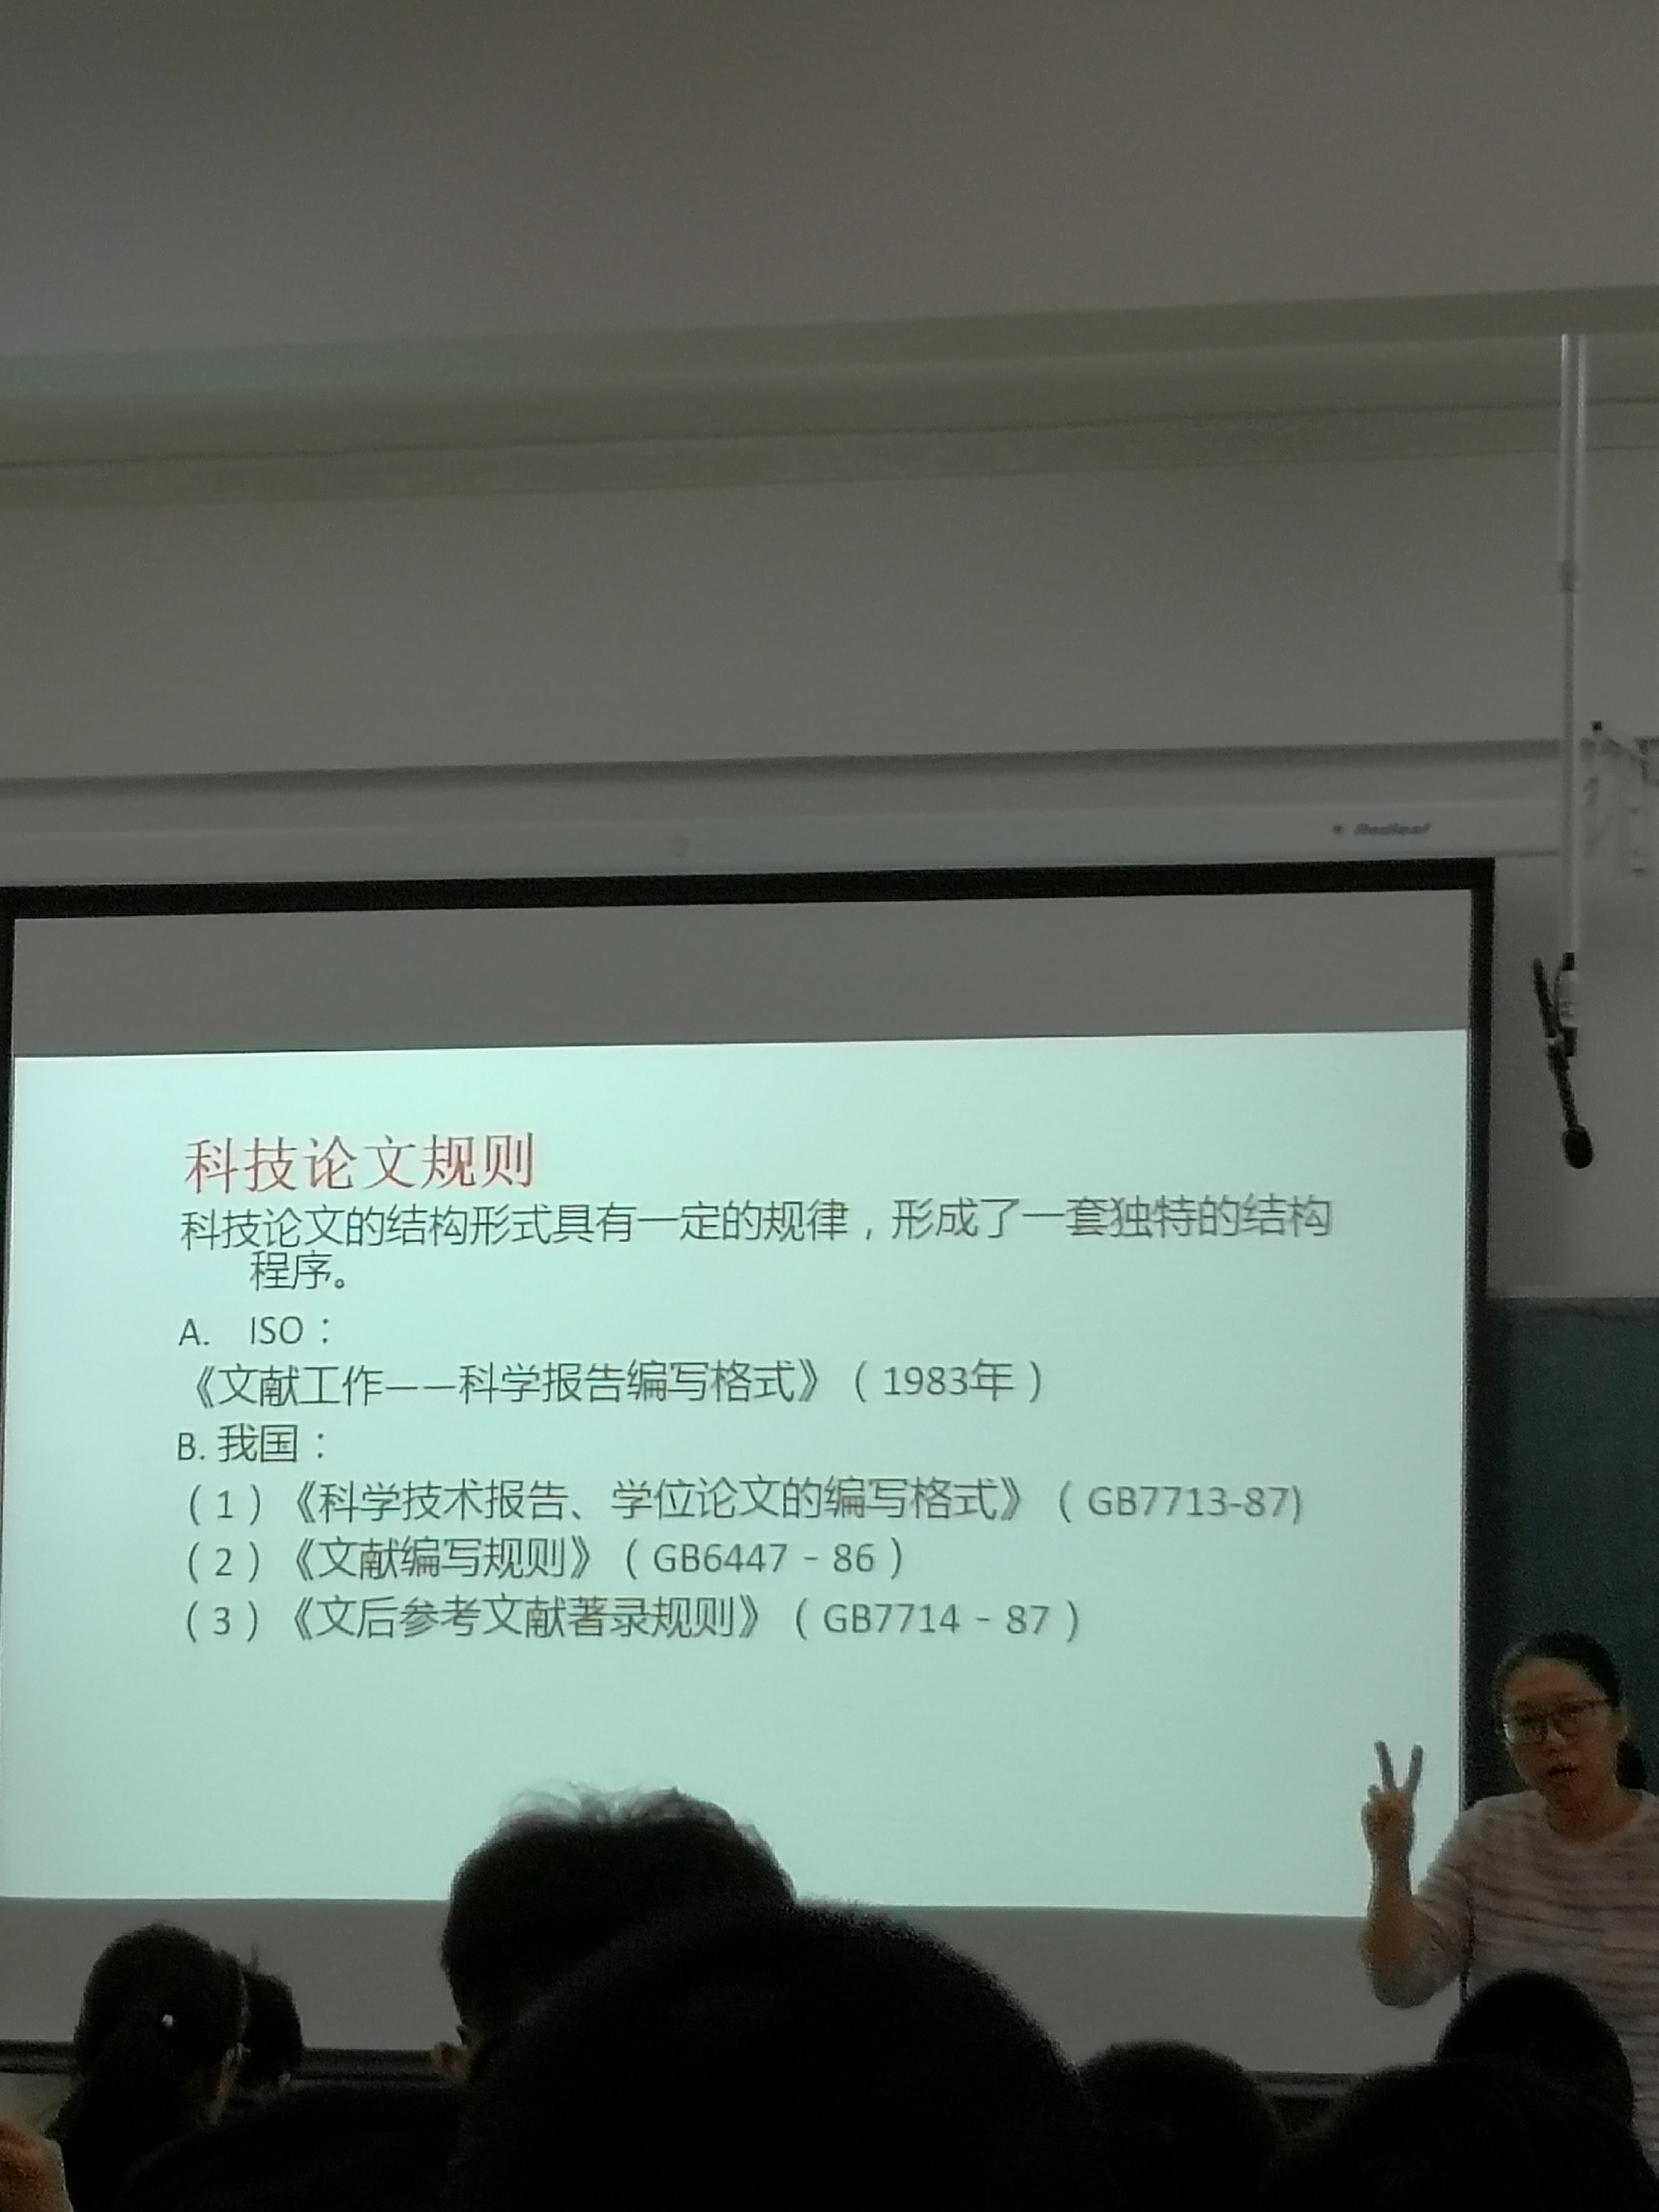 Redleaf
科技论文规则
科技论文的结构形式具有一定的规律，形成了一套独特的结构
程序。
A. ISO：
《文献工作——科学报告编写格式》（1983年）
B. 我国：
（1）《科学技术报告、学位论文的编写格式》（GB7713-87)
（2）《文献编写规则》（GB6447－86）
（3）《文后参考文献著录规则》（GB7714－87）